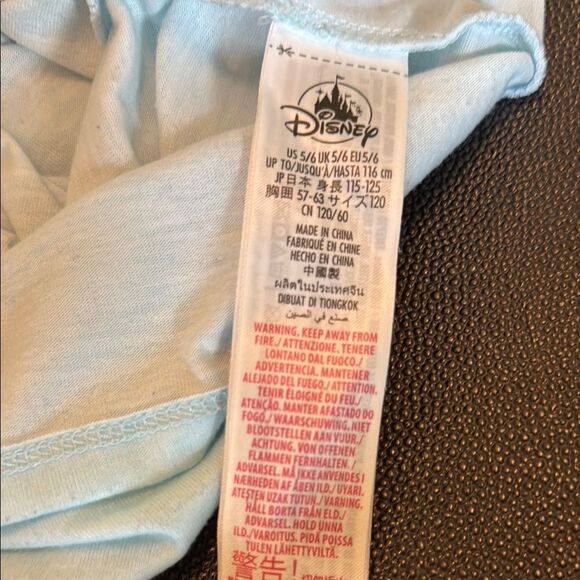 Disney
US 5/6 UK 5/6 EU 5/6
UP TO/JUSQU'À/HASTA 116 cm
JP日本 身長 115-125
胸囲 57-63 サイズ120
CN 120/60
MADE IN CHINA
FABRIQUÉ EN CHINE
HECHO EN CHINA
中國製
ผลิตในประเทศจีน
DIBUAT DI TIONGKOK
صنع في الصين
WARNING. KEEP AWAY FROM
FIRE./ ATTENZIONE. TENERE
LONTANO DAL FUOCO./
ADVERTENCIA. MANTENER
ALEJADO DEL FUEGO./ ATTENTION.
TENIR ÉLOIGNÉ DU FEU./
ATENÇÃO. MANTER AFASTADO DO
FOGO./ WAARSCHUWING. NIET
BLOOTSTELLEN AAN VUUR./
ACHTUNG. VON OFFENEN
FLAMMEN FERNHALTEN. /
ADVARSEL. MÅ IKKE ANVENDES I
NÆRHEDEN AF ÅBEN ILD./UYARI.
ATESTEN UZAK TUTUN./ VARNING.
HÅLL BORTA FRÅN ELD./
ADVARSEL. HOLD UNNA
ILD./VAROITUS. PIDÄ POISSA
TULEN LÄHETTYVILTÄ.
警告!